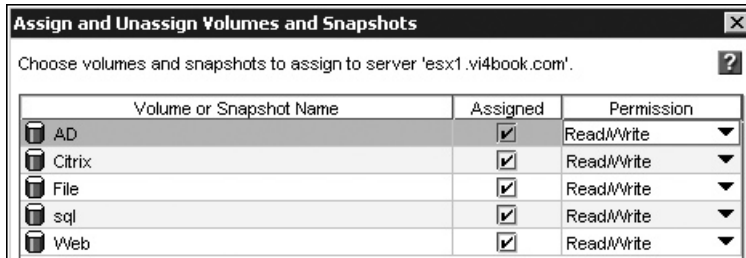 Assign and Unassign Volumes and Snapshots
Choose volumes and snapshots to assign to server 'esx1.vi4book.com'.
?
Volume or Snapshot Name Assigned Permission
AD Read/Write
Citrix Read/Write
File Read/Write
sql Read/Write
Web Read/Write